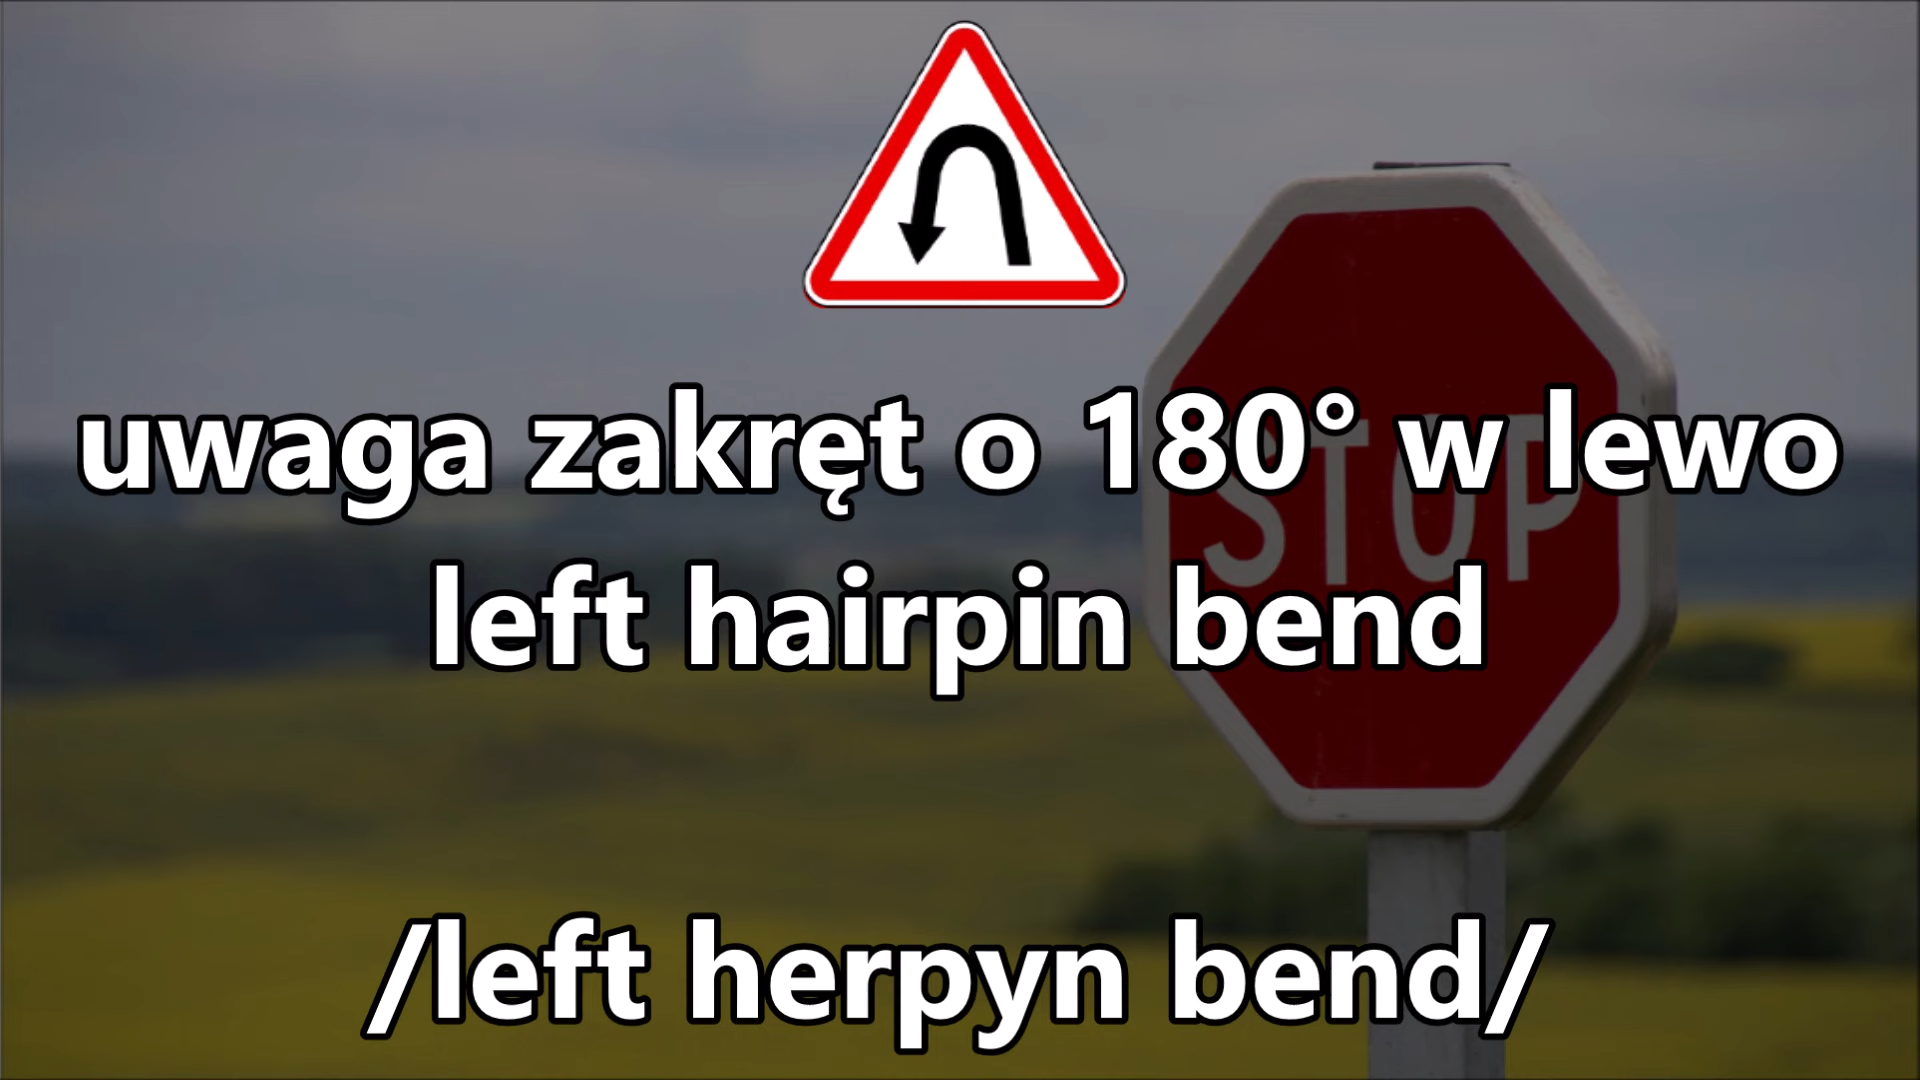 uwaga zakręt o 180° w lewo
STOP
left hairpin bend
/left herpyn bend/